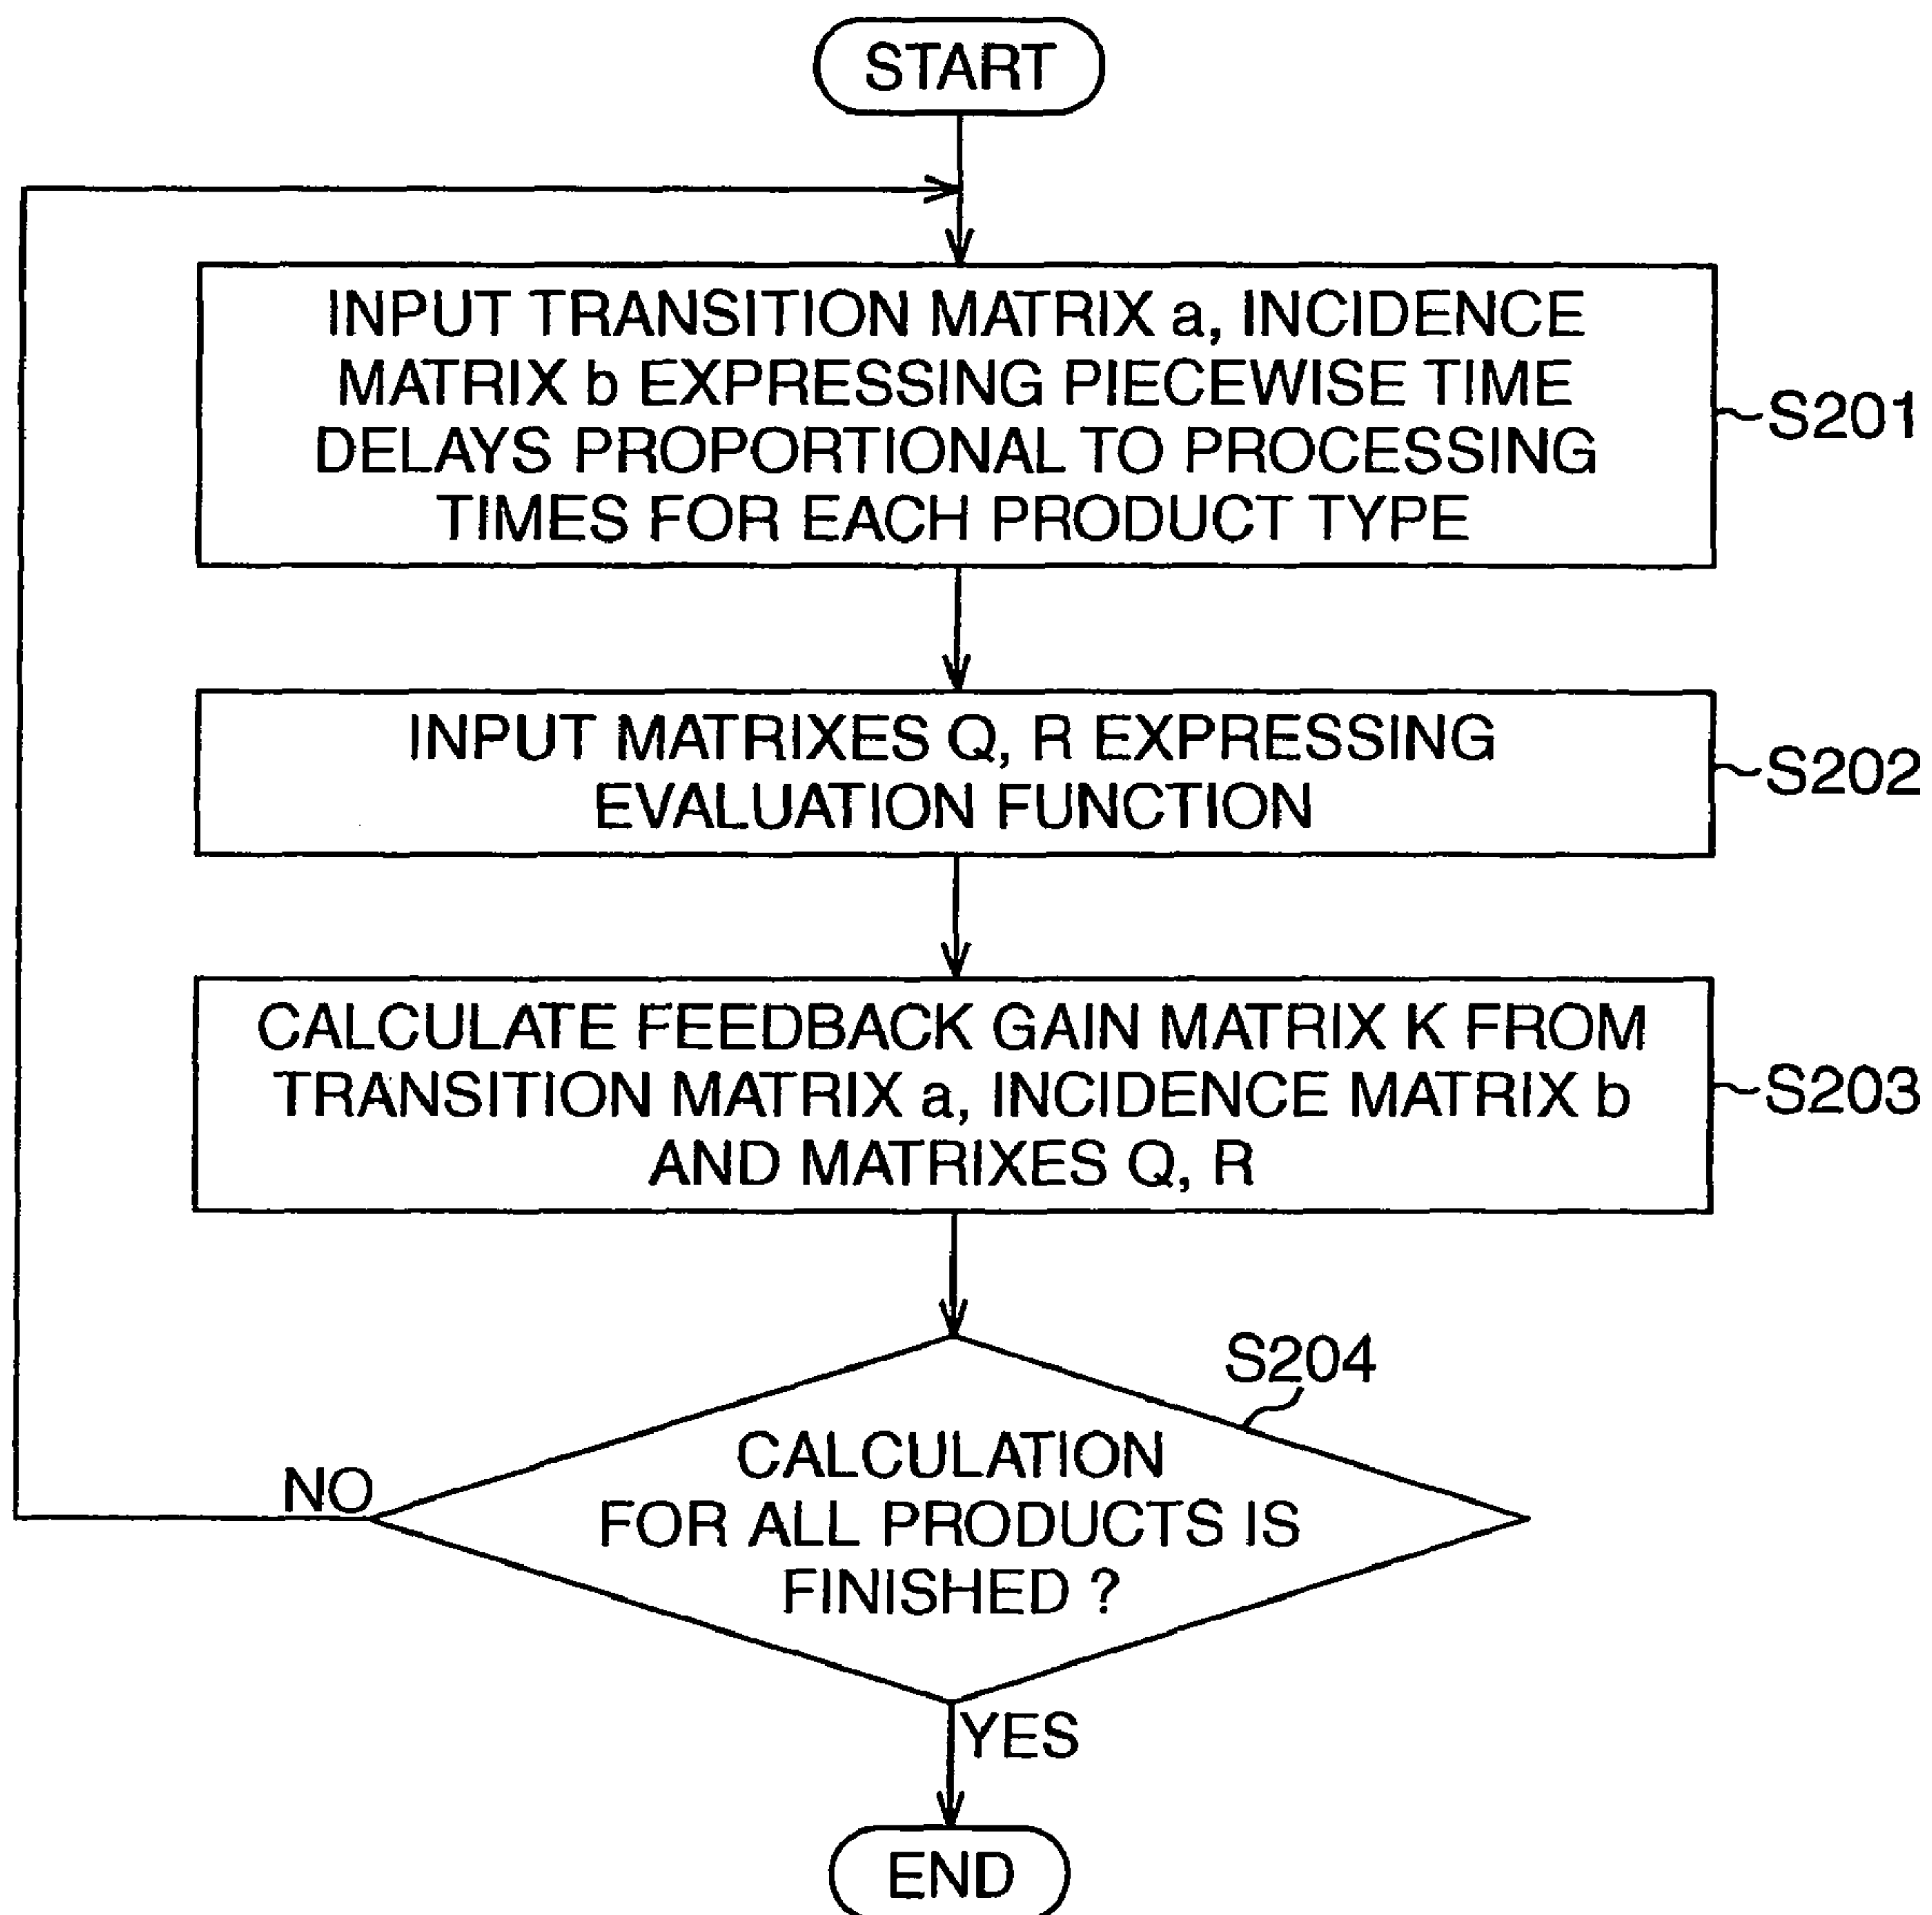 START
INPUT TRANSITION MATRIX a, INCIDENCE
MATRIX b EXPRESSING PIECEWISE TIME
DELAYS PROPORTIONAL TO PROCESSING
TIMES FOR EACH PRODUCT TYPE
S201
INPUT MATRIXES Q, R EXPRESSING
EVALUATION FUNCTION
S202
CALCULATE FEEDBACK GAIN MATRIX K FROM
TRANSITION MATRIX a, INCIDENCE MATRIX b
AND MATRIXES Q, R
S203
S204
CALCULATION
FOR ALL PRODUCTS IS
FINISHED ?
NO
YES
END